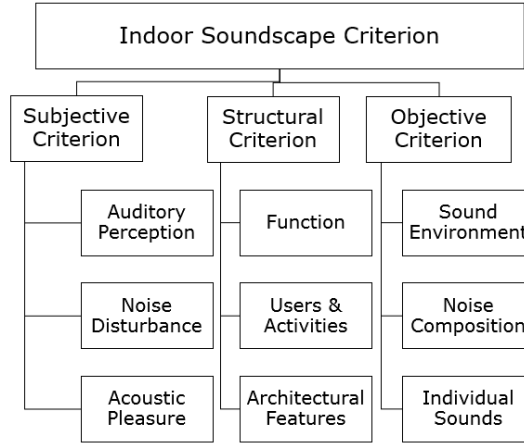 Indoor Soundscape Criterion
Subjective
Criterion
Structural
Criterion
Objective
Criterion
Auditory
Perception
Function
Sound
Environment
Noise
Disturbance
Users &
Activities
Noise
Composition
Acoustic
Pleasure
Architectural
Features
Individual
Sounds